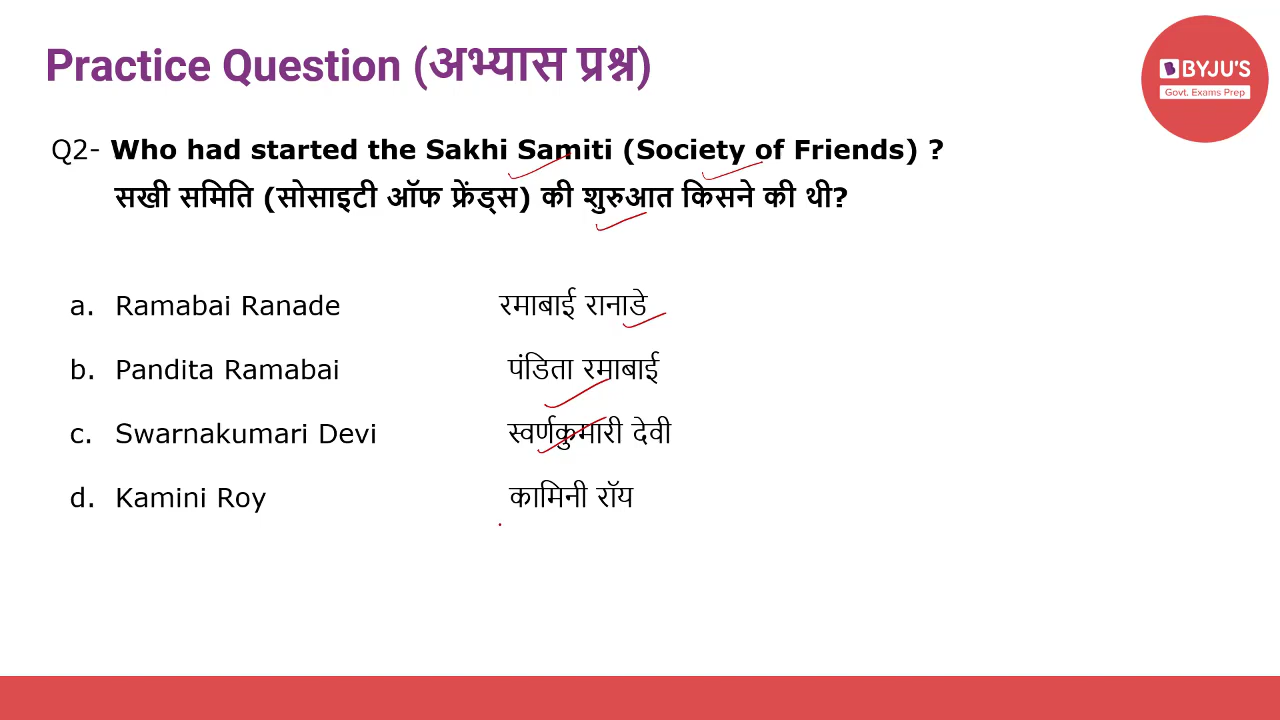 Practice Question (अभ्यास प्रश्न)
BYJU'S
Govt. Exams Prep
Q2- Who had started the Sakhi Samiti (Society of Friends) ?
सखी समिति (सोसाइटी ऑफ फ्रेंड्स) की शुरुआत किसने की थी?
a. Ramabai Ranade रमाबाई रानाडे
b. Pandita Ramabai पंडिता रमाबाई
c. Swarnakumari Devi स्वर्णकुमारी देवी
d. Kamini Roy कामिनी रॉय